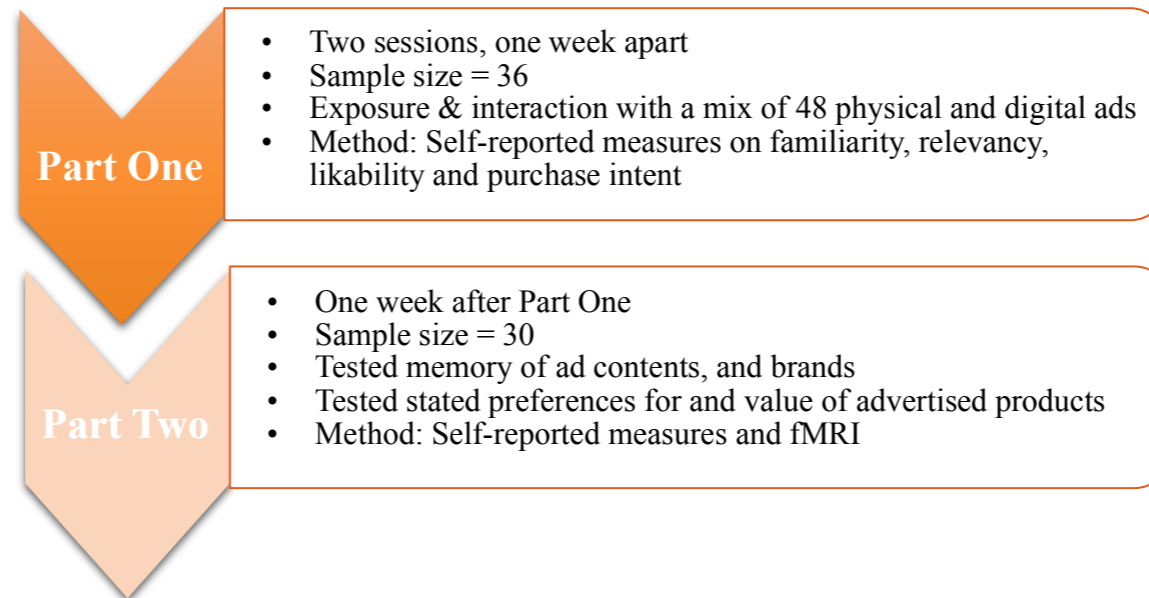 Part One
• Two sessions, one week apart
• Sample size = 36
• Exposure & interaction with a mix of 48 physical and digital ads
• Method: Self-reported measures on familiarity, relevancy,
likability and purchase intent
Part Two
• One week after Part One
• Sample size = 30
• Tested memory of ad contents, and brands
• Tested stated preferences for and value of advertised products
• Method: Self-reported measures and fMRI